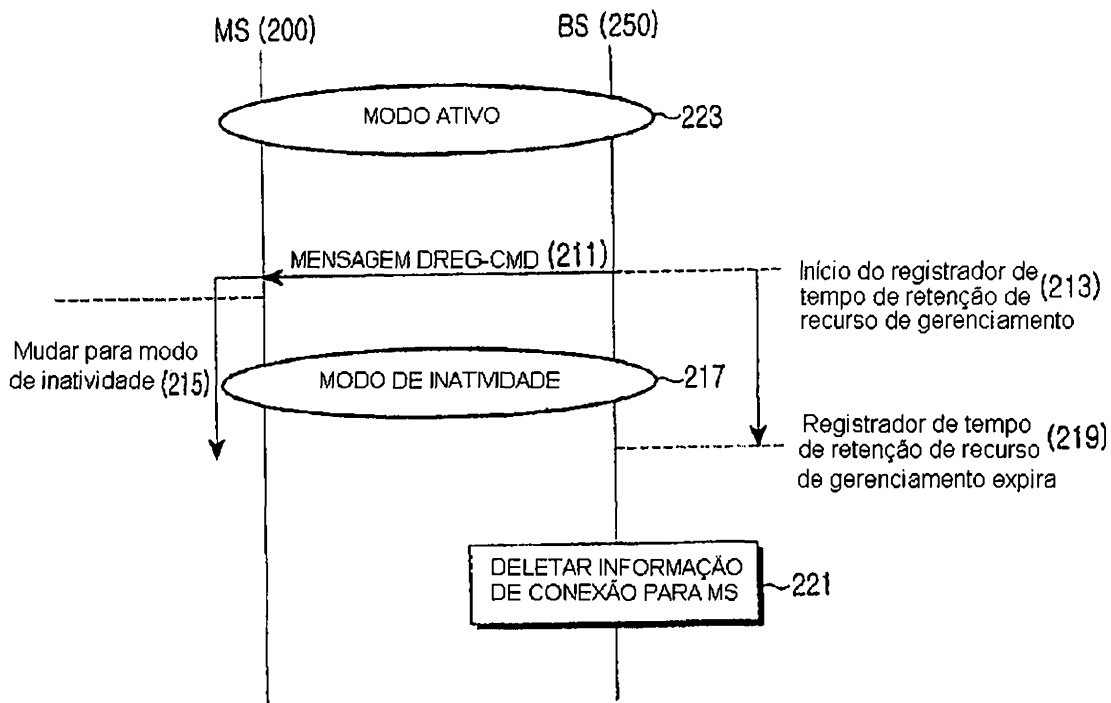 MS (200)
BS (250)
MODO ATIVO
223
MENSAGEM DREG-CMD (211)
Início do registrador de
tempo de retenção de (213)
recurso de gerenciamento
Mudar para modo
de inatividade (215)
MODO DE INATIVIDADE
217
Registrador de tempo
de retenção de recurso (219)
de gerenciamento expira
DELETAR INFORMAÇÃO
DE CONEXÃO PARA MS
221